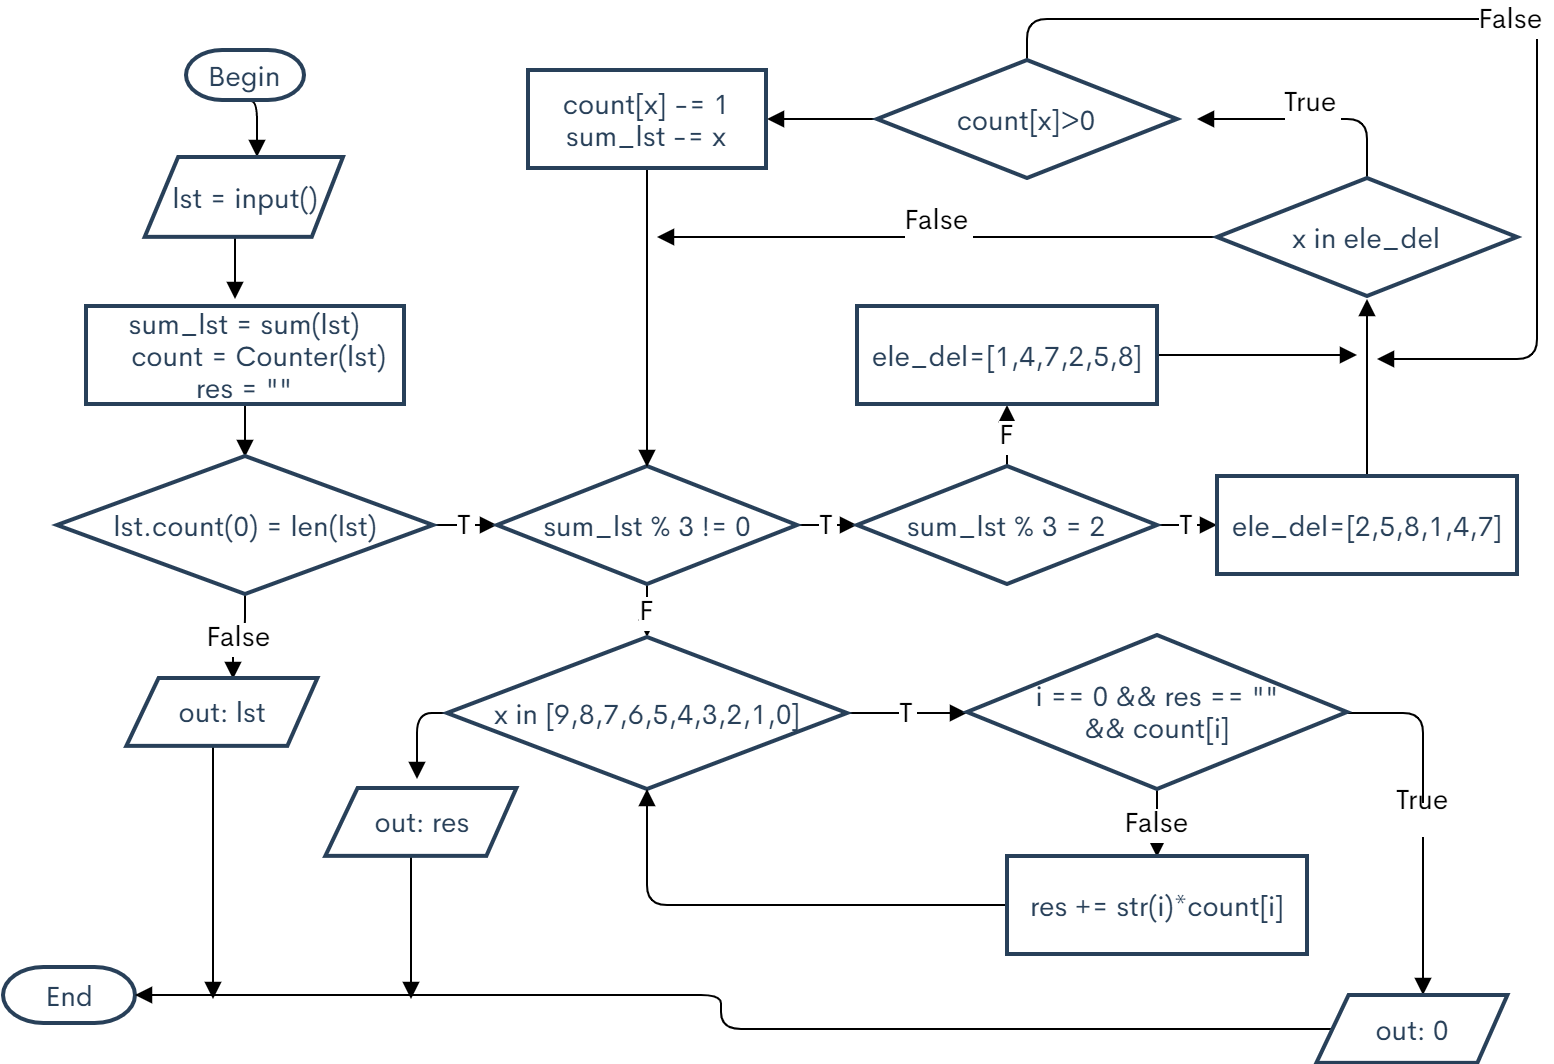 Begin
lst = input()
sum_lst = sum(lst)
count = Counter(lst)
res = ""
lst.count(0) = len(lst)
T
False
out: lst
End
count[x] -= 1
sum_lst -= x
count[x]>0
False
True
x in ele_del
False
ele_del=[1,4,7,2,5,8]
F
sum_lst % 3 != 0
T
sum_lst % 3 = 2
T
ele_del=[2,5,8,1,4,7]
F
x in [9,8,7,6,5,4,3,2,1,0]
T
i == 0 && res == ""
&& count[i]
True
False
res += str(i)*count[i]
out: res
out: 0